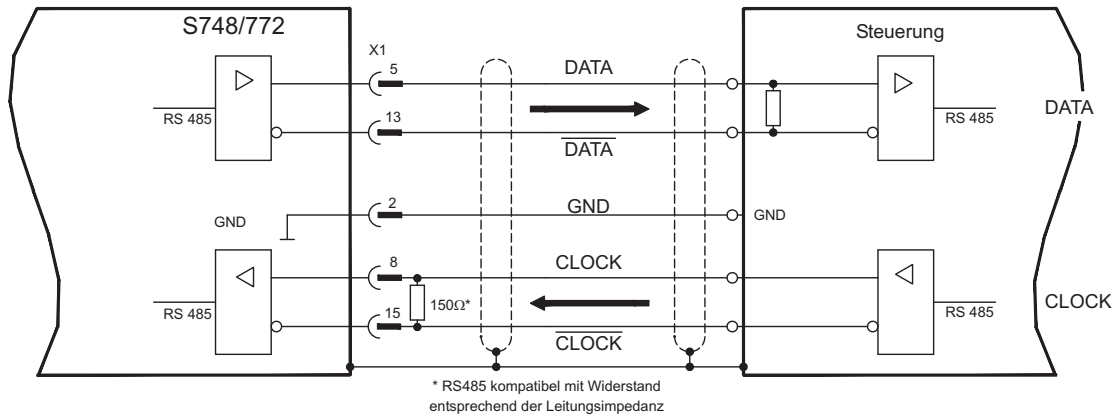 S748/772
Steuerung
X1
5
DATA
RS 485
RS 485
DATA
13
DATA
2
GND
GND
GND
8
CLOCK
150Ω*
RS 485
RS 485
CLOCK
15
CLOCK
* RS485 kompatibel mit Widerstand
entsprechend der Leitungsimpedanz